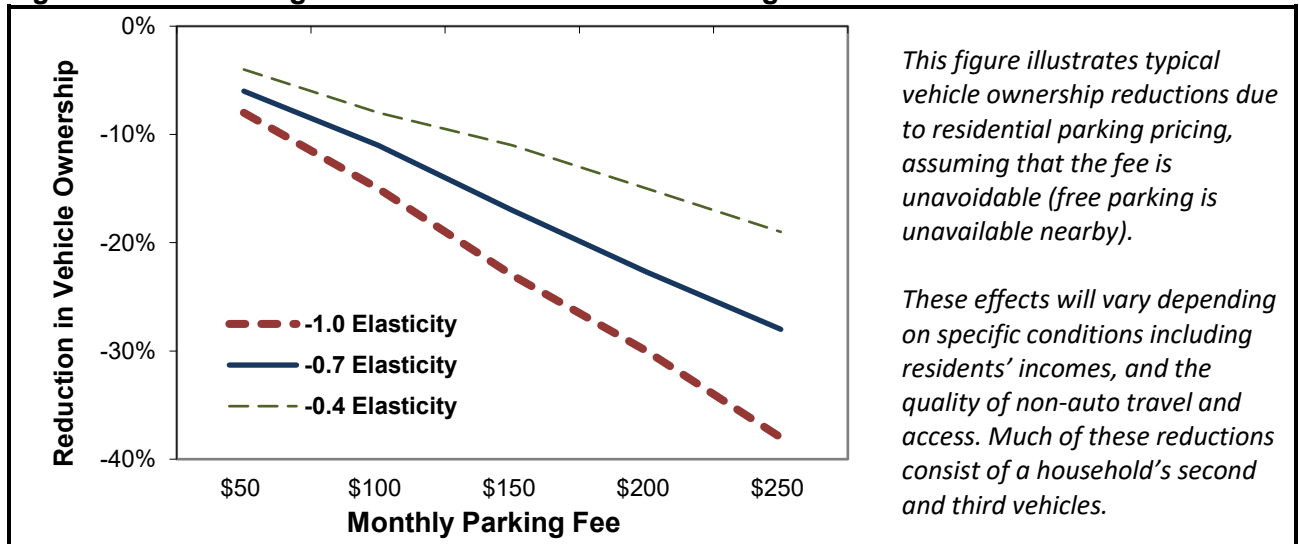 0%
-10%
-20%
-30%
-40%
Reduction in Vehicle Ownership
-1.0 Elasticity
-0.7 Elasticity
-0.4 Elasticity
$50 $100 $150 $200 $250
Monthly Parking Fee
This figure illustrates typical
vehicle ownership reductions due
to residential parking pricing,
assuming that the fee is
unavoidable (free parking is
unavailable nearby).
These effects will vary depending
on specific conditions including
residents’ incomes, and the
quality of non-auto travel and
access. Much of these reductions
consist of a household’s second
and third vehicles.